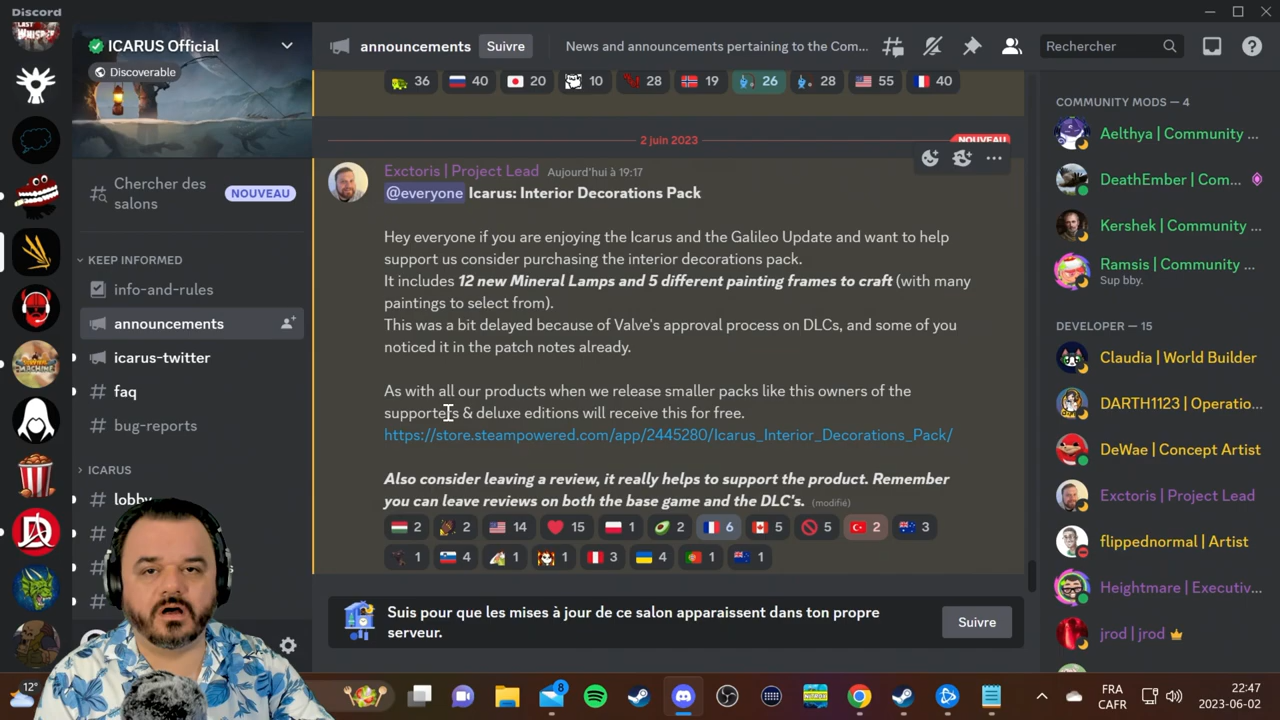 Discord
LAST WHISPER
ICARUS Official
Discoverable
Chercher des salons
NOUVEAU
KEEP INFORMED
info-and-rules
announcements
icarus-twitter
faq
bug-reports
ICARUS
lobby
announcements
Suivre
News and announcements pertaining to the Com...
Rechercher
36 40 20 10 28 19 26 28 55 40
2 juin 2023
NOUVEAU
Exctoris | Project Lead Aujourd'hui à 19:17
@everyone Icarus: Interior Decorations Pack
Hey everyone if you are enjoying the Icarus and the Galileo Update and want to help
support us consider purchasing the interior decorations pack.
It includes 12 new Mineral Lamps and 5 different painting frames to craft (with many
paintings to select from).
This was a bit delayed because of Valve's approval process on DLCs, and some of you
noticed it in the patch notes already.
As with all our products when we release smaller packs like this owners of the
supporters & deluxe editions will receive this for free.
https://store.steampowered.com/app/2445280/Icarus_Interior_Decorations_Pack/
Also consider leaving a review, it really helps to support the product. Remember
you can leave reviews on both the base game and the DLC's. (modifié)
2 2 14 15 1 2 6 5 5 2 3
1 4 1 1 3 4 1 1
Suis pour que les mises à jour de ce salon apparaissent dans ton propre
serveur.
Suivre
COMMUNITY MODS – 4
Aelthya | Community ...
DeathEmber | Com...
Kershek | Community ...
Ramsis | Community ...
Sup bby.
DEVELOPER – 15
Claudia | World Builder
DARTH1123 | Operatio...
DeWae | Concept Artist
Exctoris | Project Lead
flippednormal | Artist
Heightmare | Executiv...
jrod | jrod
12°
8
FRA
CAFR
22:47
2023-06-02